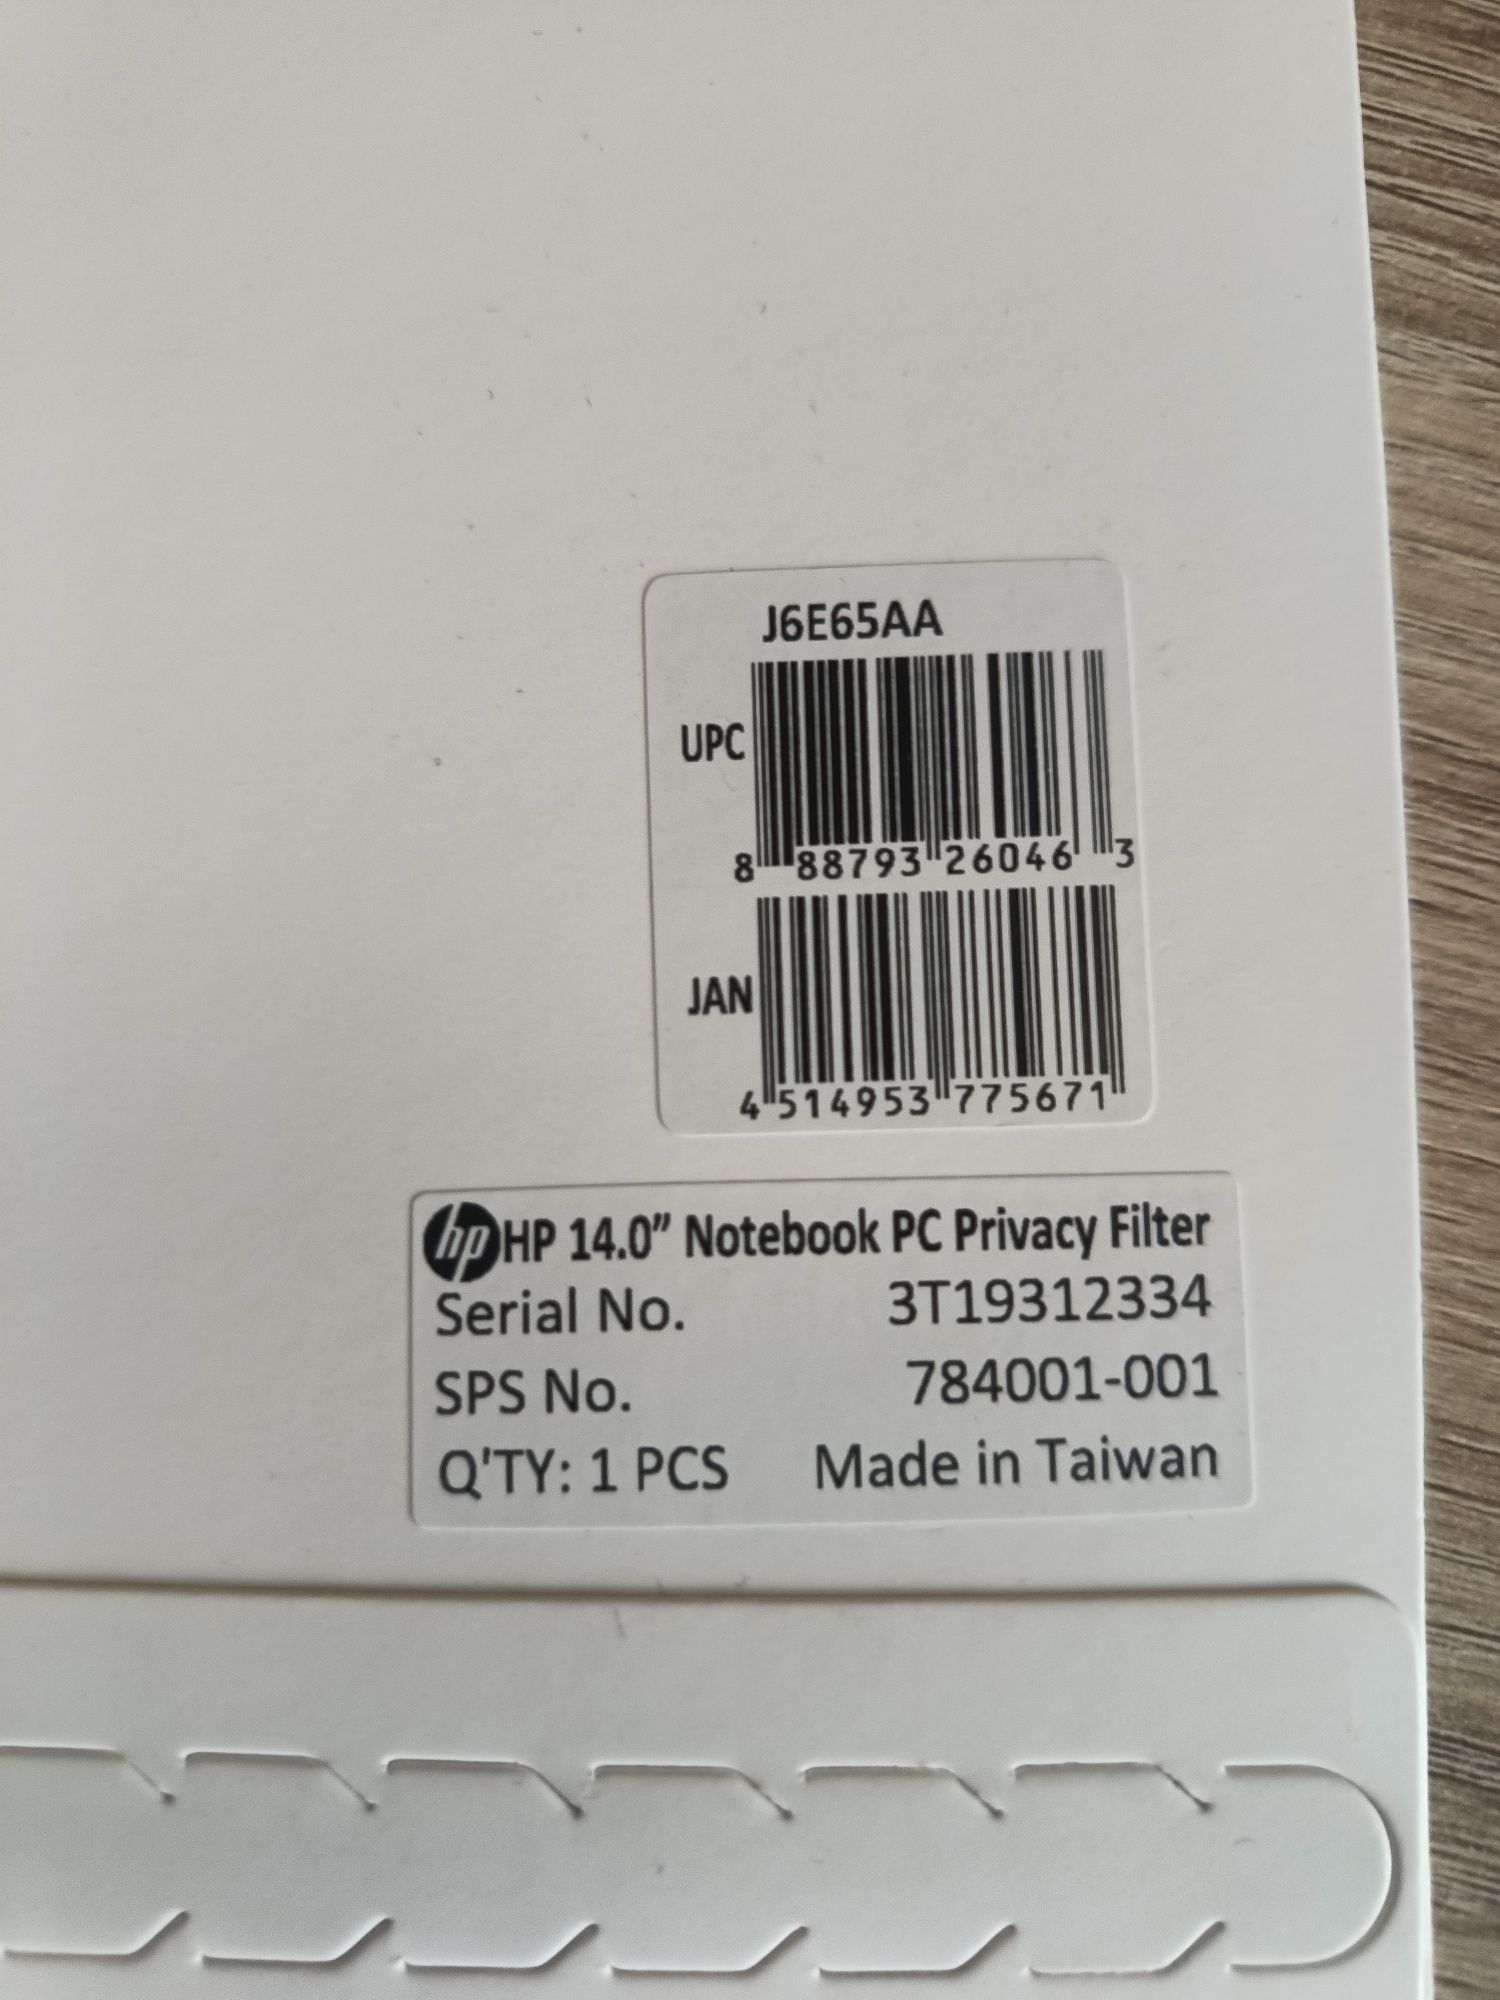 J6E65AA
UPC
8 88793 26046 3
JAN
4 514953 775671
hp HP 14.0” Notebook PC Privacy Filter
Serial No. 3T19312334
SPS No. 784001-001
Q'TY: 1 PCS Made in Taiwan